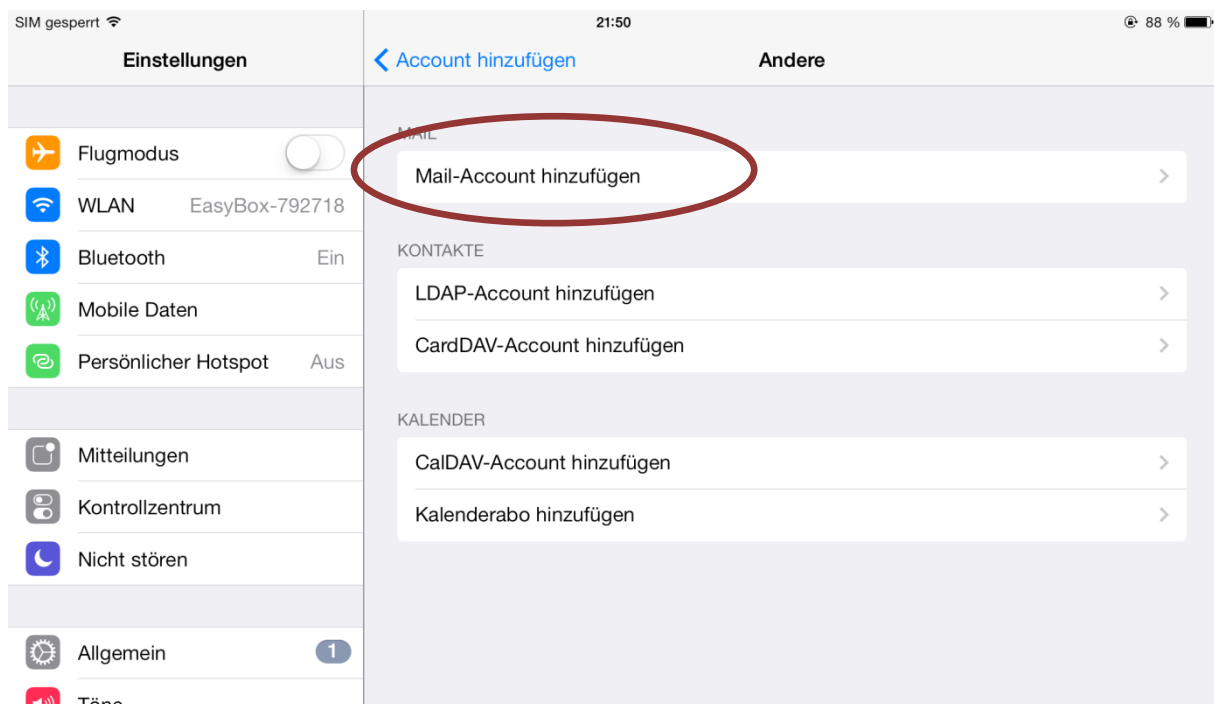 SIM gesperrt 21:50 88 %
Einstellungen
Account hinzufügen
Andere
Flugmodus
WLAN EasyBox-792718
Bluetooth Ein
Mobile Daten
Persönlicher Hotspot Aus
Mitteilungen
Kontrollzentrum
Nicht stören
Allgemein 1
Töne
MAIL
Mail-Account hinzufügen
KONTAKTE
LDAP-Account hinzufügen
CardDAV-Account hinzufügen
KALENDER
CalDAV-Account hinzufügen
Kalenderabo hinzufügen